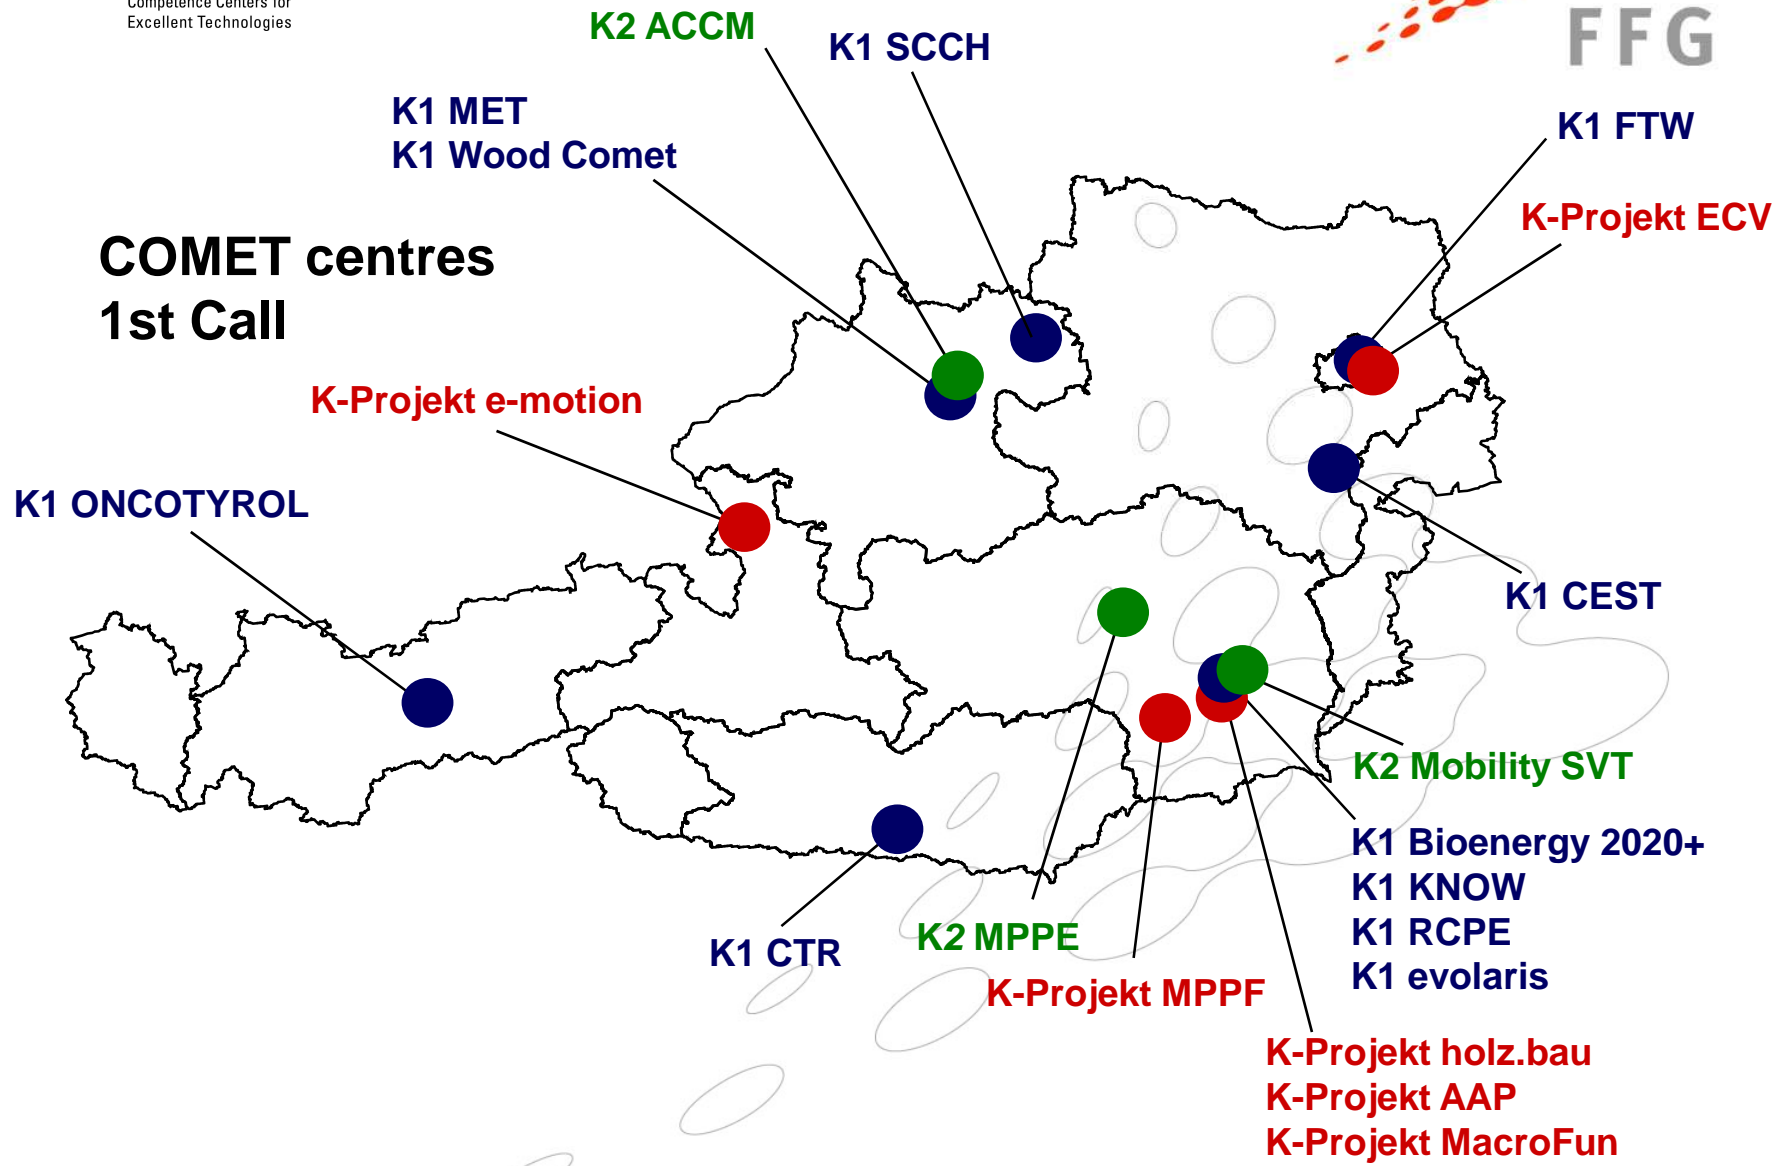 Competence Centers for
Excellent Technologies
FFG
K2 ACCM
K1 SCCH
K1 MET
K1 Wood Comet
K1 FTW
K-Projekt ECV
COMET centres
1st Call
K-Projekt e-motion
K1 ONCOTYROL
K1 CEST
K2 Mobility SVT
K1 Bioenergy 2020+
K1 KNOW
K1 RCPE
K1 evolaris
K1 CTR
K2 MPPE
K-Projekt MPPF
K-Projekt holz.bau
K-Projekt AAP
K-Projekt MacroFun